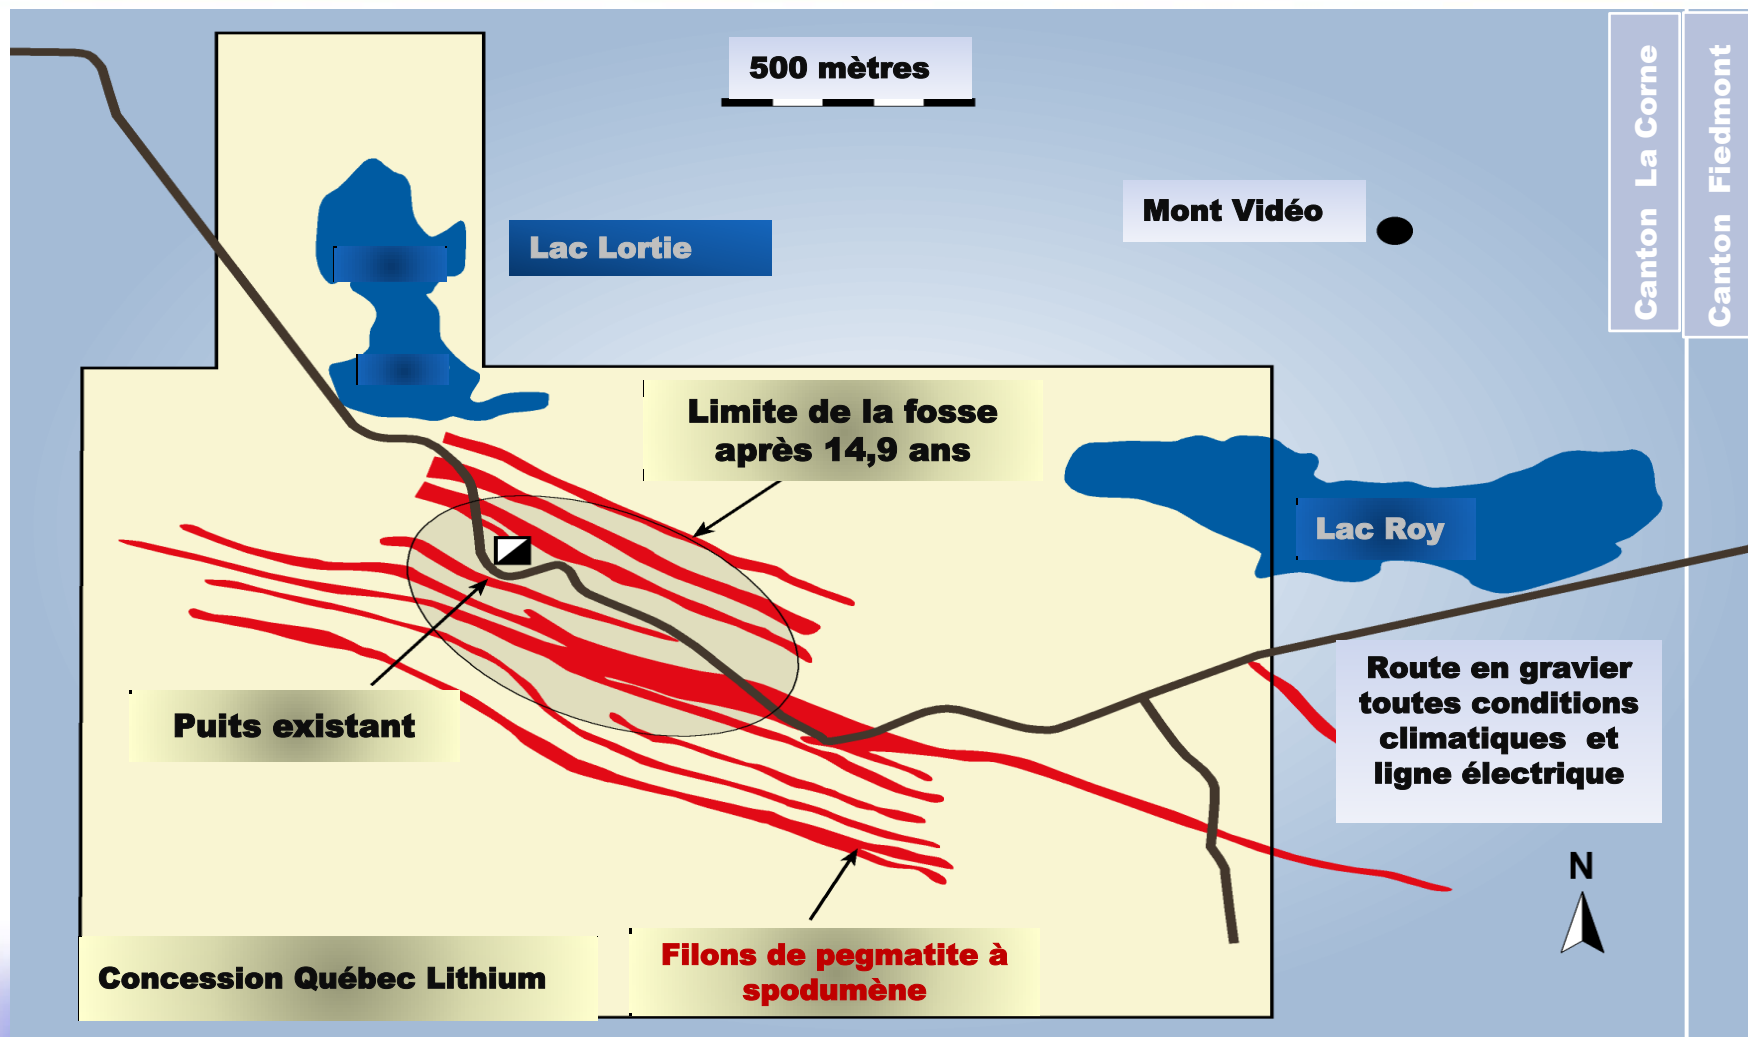 500 mètres
Canton La Corne
Canton Fiedmont
Mont Vidéo
Lac Lortie
Limite de la fosse
après 14,9 ans
Lac Roy
Route en gravier
toutes conditions
climatiques et
ligne électrique
Puits existant
N
Filons de pegmatite à
spodumène
Concession Québec Lithium